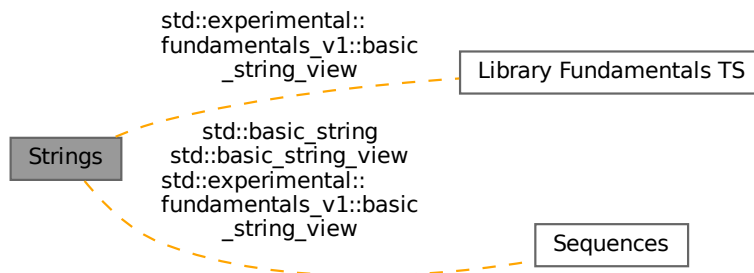 std::experimental::
fundamentals_v1::basic
_string_view
Library Fundamentals TS
Strings
std::basic_string
std::basic_string_view
std::experimental::
fundamentals_v1::basic
_string_view
Sequences